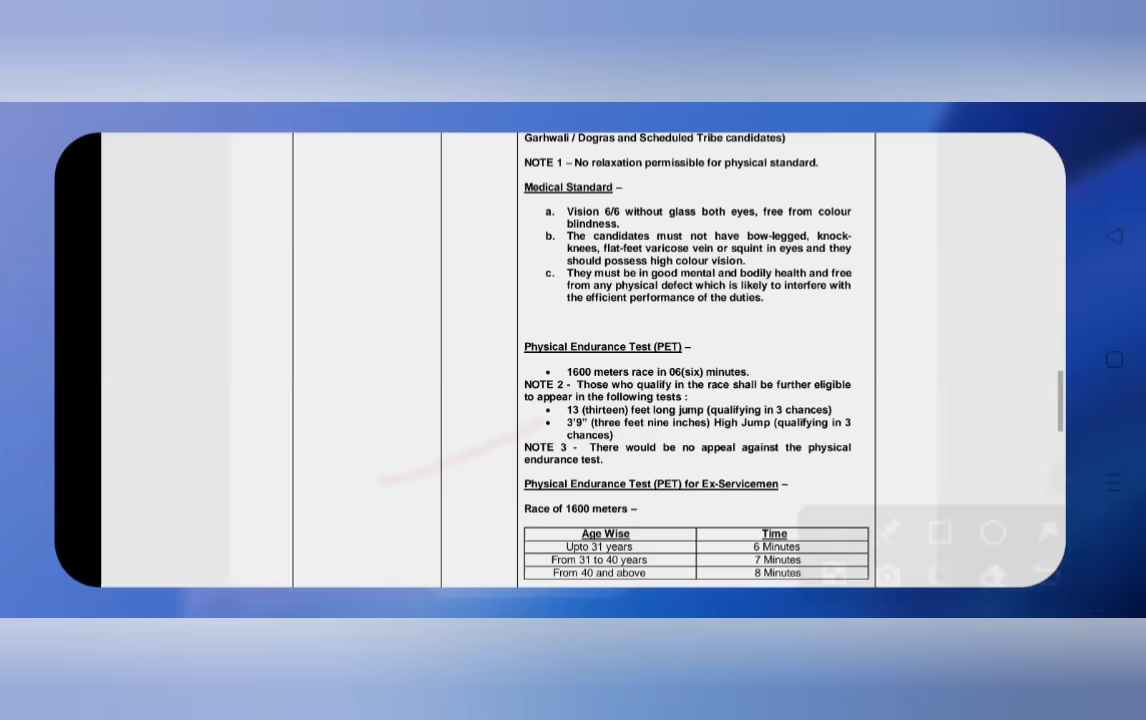 Garhwali / Dogras and Scheduled Tribe candidates)
NOTE 1 – No relaxation permissible for physical standard.
Medical Standard –
a. Vision 6/6 without glass both eyes, free from colour
blindness.
b. The candidates must not have bow-legged, knock-
knees, flat-feet varicose vein or squint in eyes and they
should possess high colour vision.
c. They must be in good mental and bodily health and free
from any physical defect which is likely to interfere with
the efficient performance of the duties.
Physical Endurance Test (PET) –
• 1600 meters race in 06(six) minutes.
NOTE 2 - Those who qualify in the race shall be further eligible
to appear in the following tests :
• 13 (thirteen) feet long jump (qualifying in 3 chances)
• 3'9" (three feet nine inches) High Jump (qualifying in 3
chances)
NOTE 3 - There would be no appeal against the physical
endurance test.
Physical Endurance Test (PET) for Ex-Servicemen –
Race of 1600 meters –
Age Wise Time
Upto 31 years 6 Minutes
From 31 to 40 years 7 Minutes
From 40 and above 8 Minutes